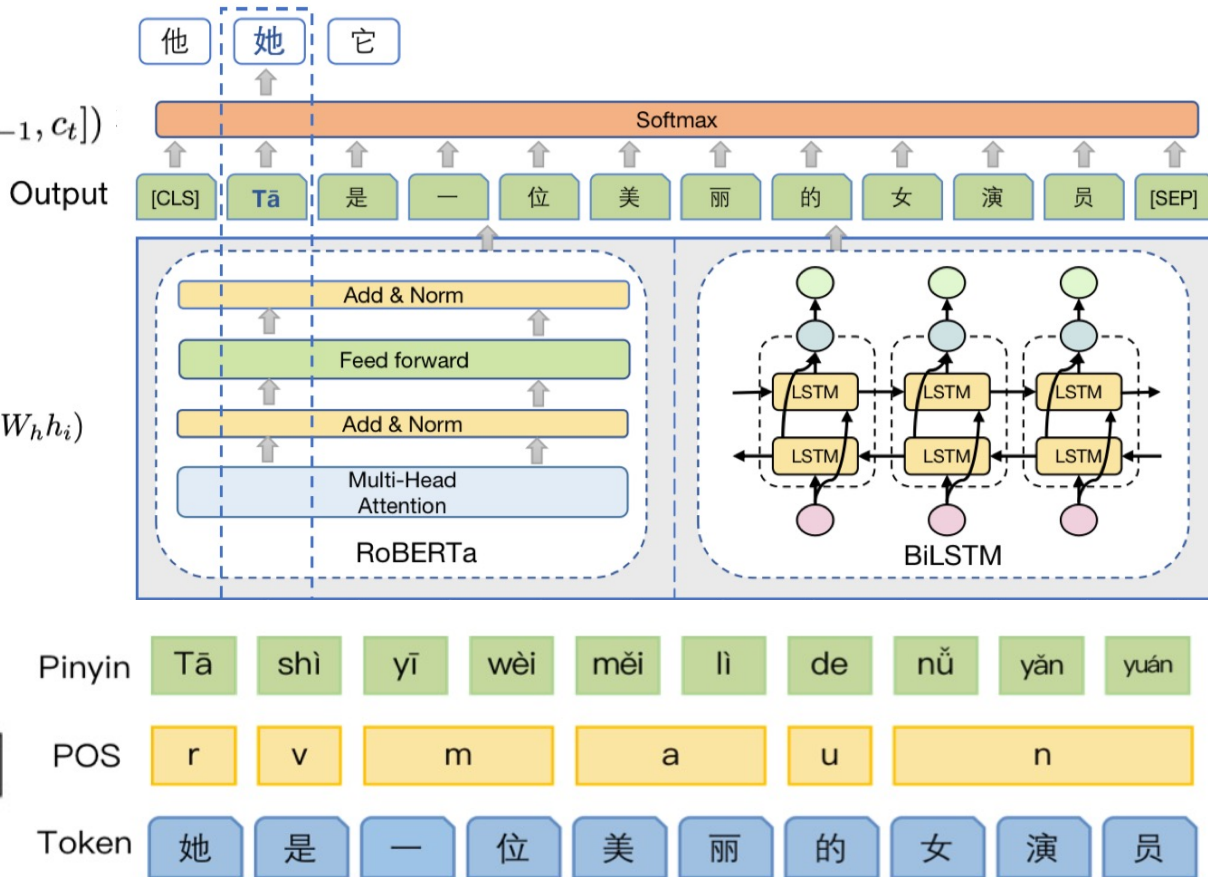 他 她 它
₋₁, cₜ])
Softmax
Output [CLS] Tā 是 一 位 美 丽 的 女 演 员 [SEP]
Add & Norm
Feed forward
Add & Norm
Wₕhᵢ)
Multi-Head
Attention
RoBERTa
LSTM LSTM LSTM
LSTM LSTM LSTM
BiLSTM
Pinyin Tā shì yī wèi měi lì de nǚ yǎn yuán
POS r v m a u n
Token 她 是 一 位 美 丽 的 女 演 员